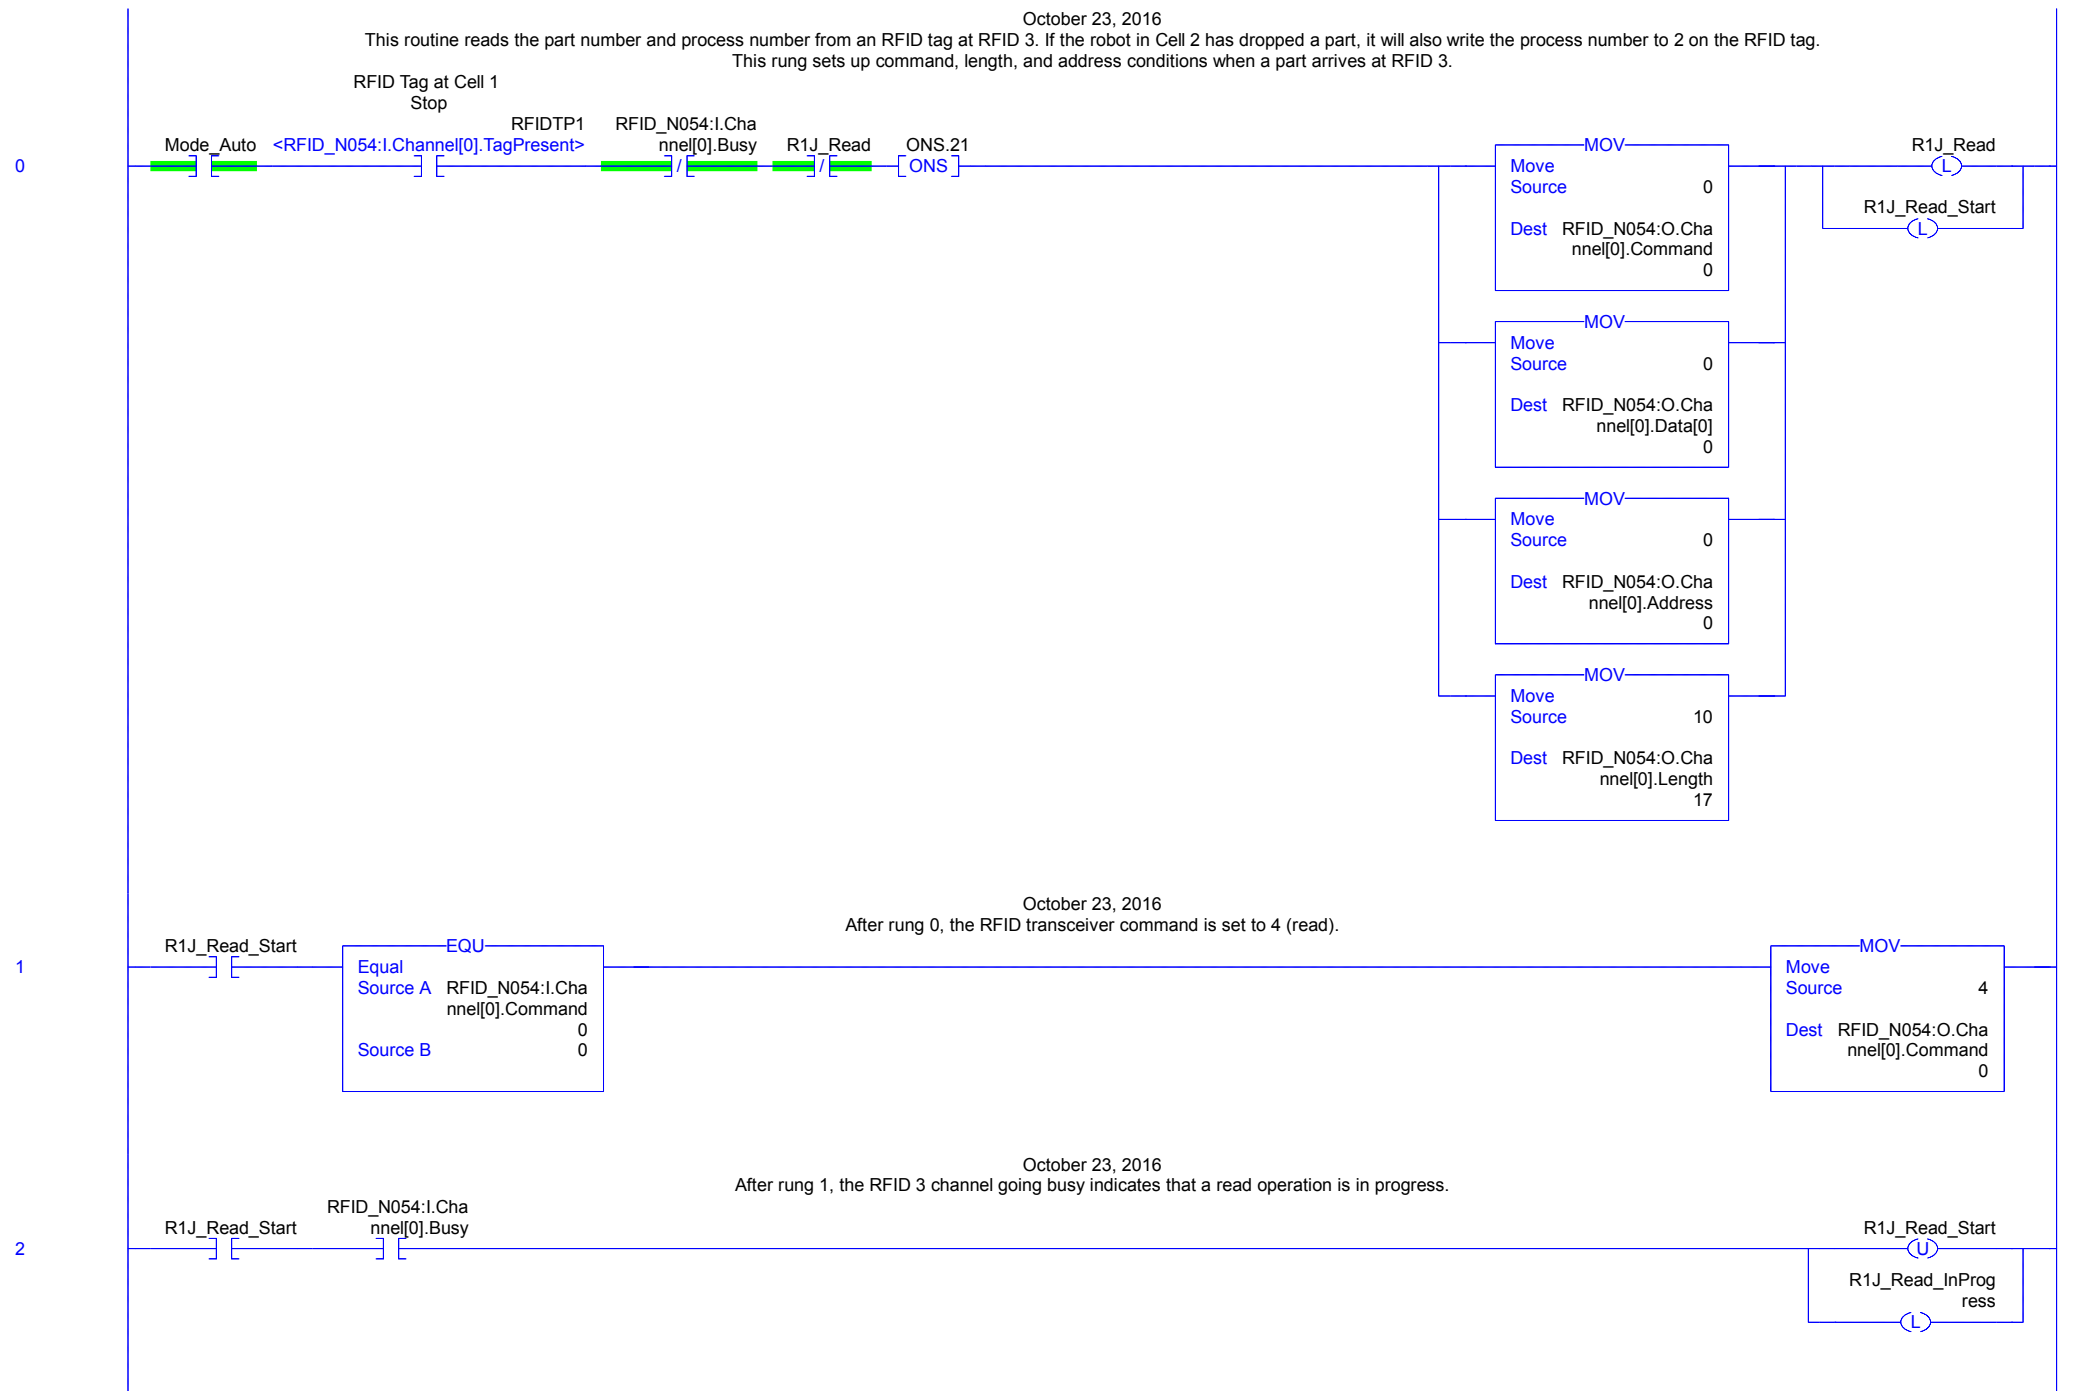 October 23, 2016
This routine reads the part number and process number from an RFID tag at RFID 3. If the robot in Cell 2 has dropped a part, it will also write the process number to 2 on the RFID tag.
This rung sets up command, length, and address conditions when a part arrives at RFID 3.
RFID Tag at Cell 1
Stop
RFIDTP1
RFID_N054:I.Cha
Mode_Auto
<RFID_N054:I.Channel[0].TagPresent>
nnel[0].Busy
R1J_Read
ONS.21
0
/
/
ONS
MOV
Move
Source 0
Dest RFID_N054:O.Cha
nnel[0].Command
0
R1J_Read
L
R1J_Read_Start
L
MOV
Move
Source 0
Dest RFID_N054:O.Cha
nnel[0].Data[0]
0
MOV
Move
Source 0
Dest RFID_N054:O.Cha
nnel[0].Address
0
MOV
Move
Source 10
Dest RFID_N054:O.Cha
nnel[0].Length
17
October 23, 2016
After rung 0, the RFID transceiver command is set to 4 (read).
1
R1J_Read_Start
EQU
Equal
Source A RFID_N054:I.Cha
nnel[0].Command
0
Source B 0
MOV
Move
Source 4
Dest RFID_N054:O.Cha
nnel[0].Command
0
October 23, 2016
After rung 1, the RFID 3 channel going busy indicates that a read operation is in progress.
2
R1J_Read_Start
RFID_N054:I.Cha
nnel[0].Busy
R1J_Read_Start
U
R1J_Read_InProg
ress
L